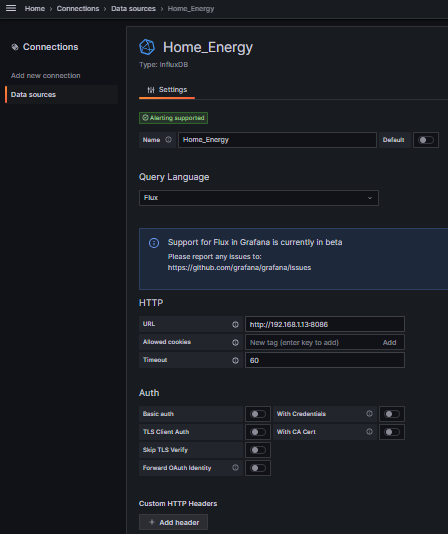 Home › Connections › Data sources › Home_Energy
Connections
Add new connection
Data sources
Home_Energy
Type: InfluxDB
Settings
Alerting supported
Name Home_Energy Default
Query Language
Flux
Support for Flux in Grafana is currently in beta
Please report any issues to:
https://github.com/grafana/grafana/issues
HTTP
URL http://192.168.1.13:8086
Allowed cookies New tag (enter key to add) Add
Timeout 60
Auth
Basic auth With Credentials
TLS Client Auth With CA Cert
Skip TLS Verify
Forward OAuth Identity
Custom HTTP Headers
+ Add header